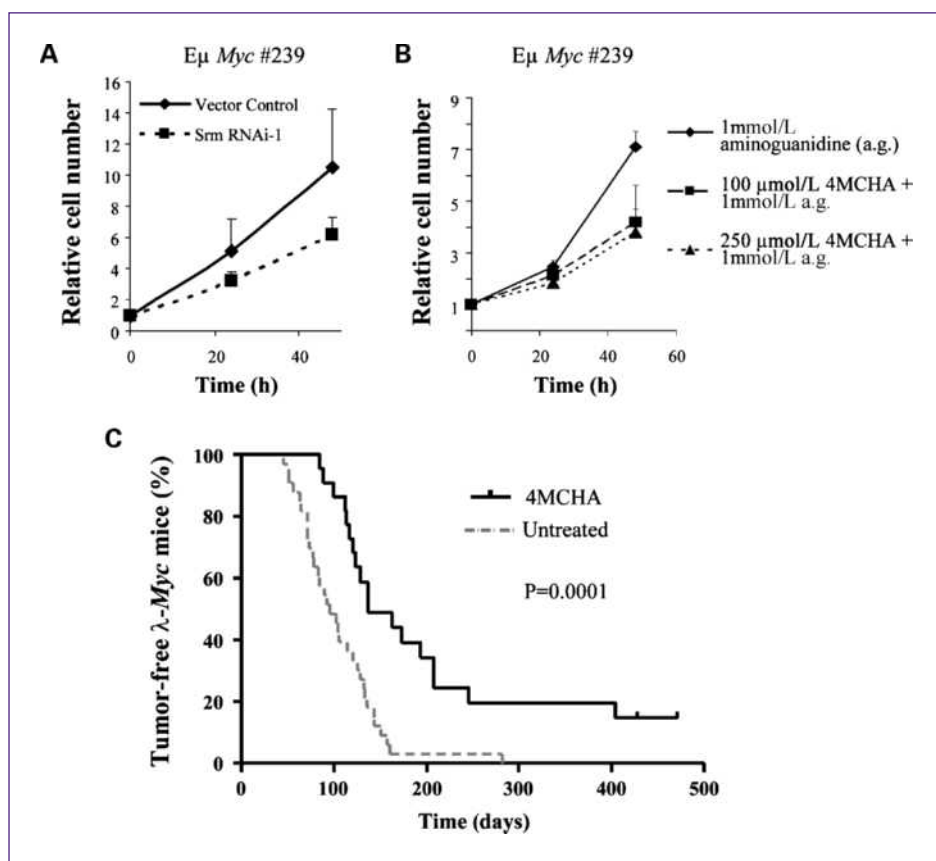 A
Eμ Myc #239
Relative cell number
16
14
12
10
8
6
4
2
0
Vector Control
Srm RNAi-1
0
20
40
Time (h)
B
Eμ Myc #239
Relative cell number
9
7
5
3
1
1mmol/L
aminoguanidine (a.g.)
100 μmol/L 4MCHA +
1mmol/L a.g.
250 μmol/L 4MCHA +
1mmol/L a.g.
0
20
40
60
Time (h)
C
Tumor-free λ-Myc mice (%)
100
80
60
40
20
0
4MCHA
Untreated
P=0.0001
0
100
200
300
400
500
Time (days)